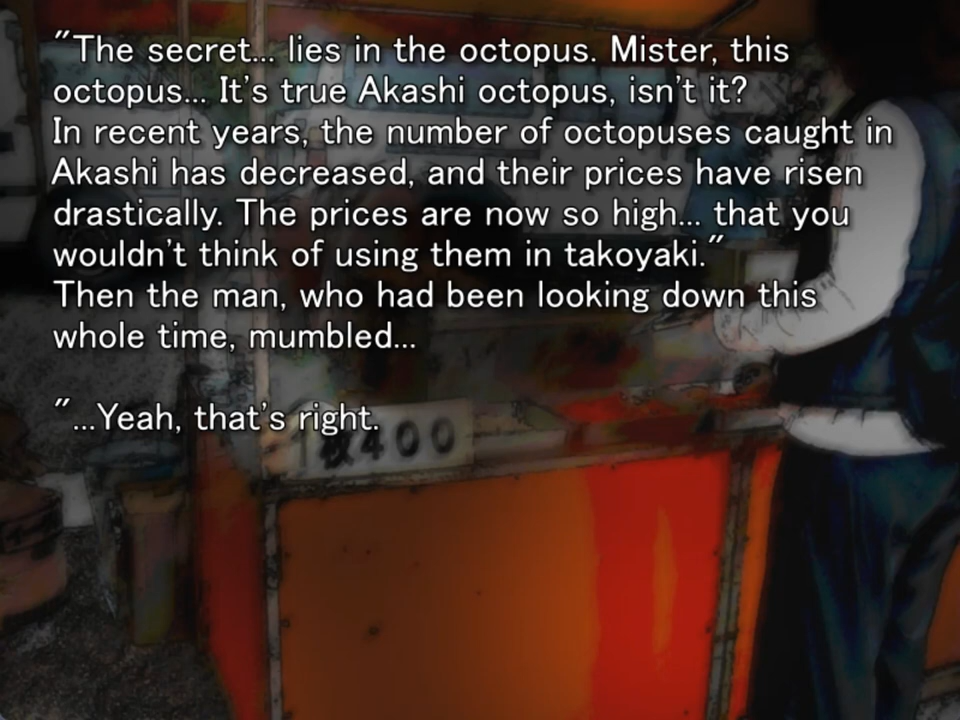 "The secret... lies in the octopus. Mister, this
octopus... It's true Akashi octopus, isn't it?
In recent years, the number of octopuses caught in
Akashi has decreased, and their prices have risen
drastically. The prices are now so high... that you
wouldn't think of using them in takoyaki."
Then the man, who had been looking down this
whole time, mumbled...
"...Yeah, that's right.
400